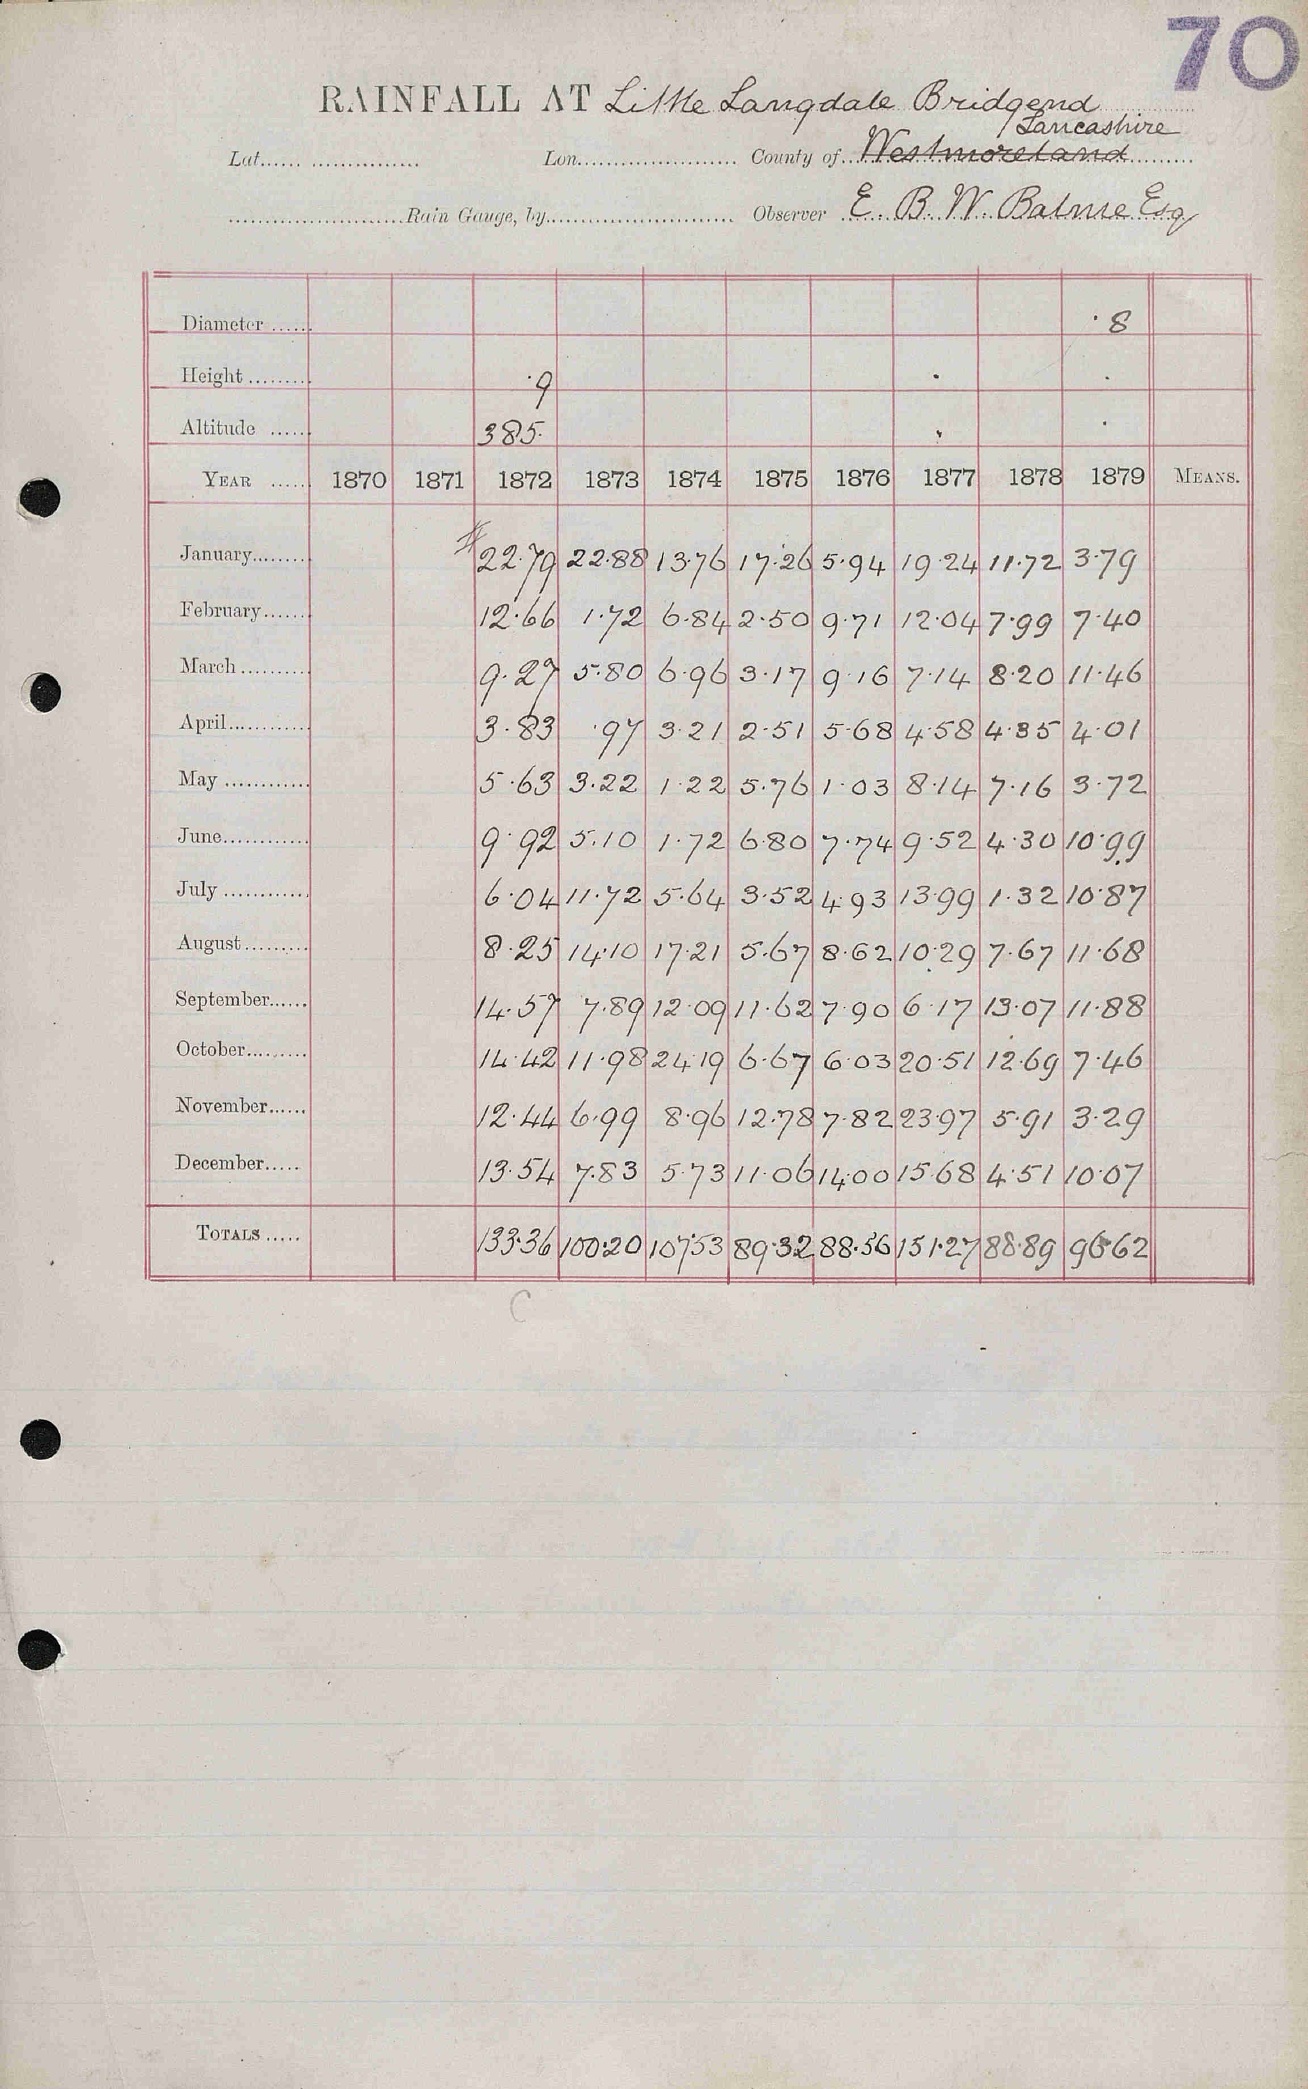 70
RAINFALL AT Little Langdale Bridgend
Lancashire
Lat. Lon. County of Westmoreland
Rain Gauge, by Observer E. B. W. Balme Esq
Diameter ...... 8
Height ......... ·9
Altitude ...... 385·
YEAR ...... 1870 1871 1872 1873 1874 1875 1876 1877 1878 1879 MEANS.
January......... #22·79 22·88 13·76 17·26 5·94 19·24 11·72 3·79
February...... 12·66 1·72 6·84 2·50 9·71 12·04 7·99 7·40
March ......... 9·27 5·80 6·96 3·17 9·16 7·14 8·20 11·46
April............ 3·83 ·97 3·21 2·51 5·68 4·58 4·35 4·01
May ............ 5·63 3·22 1·22 5·76 1·03 8·14 7·16 3·72
June............ 9·92 5·10 1·72 6·80 7·74 9·52 4·30 10·99
July ............ 6·04 11·72 5·64 3·52 4·93 13·99 1·32 10·87
August......... 8·25 14·10 17·21 5·67 8·62 10·29 7·67 11·68
September...... 14·57 7·89 12·09 11·62 7·90 6·17 13·07 11·88
October......... 14·42 11·98 24·19 6·67 6·03 20·51 12·69 7·46
November...... 12·44 6·99 8·96 12·78 7·82 23·97 5·91 3·29
December..... 13·54 7·83 5·73 11·06 14·00 15·68 4·51 10·07
TOTALS ..... 133·36 100·20 107·53 89·32 88·56 151·27 88·89 96·62
C